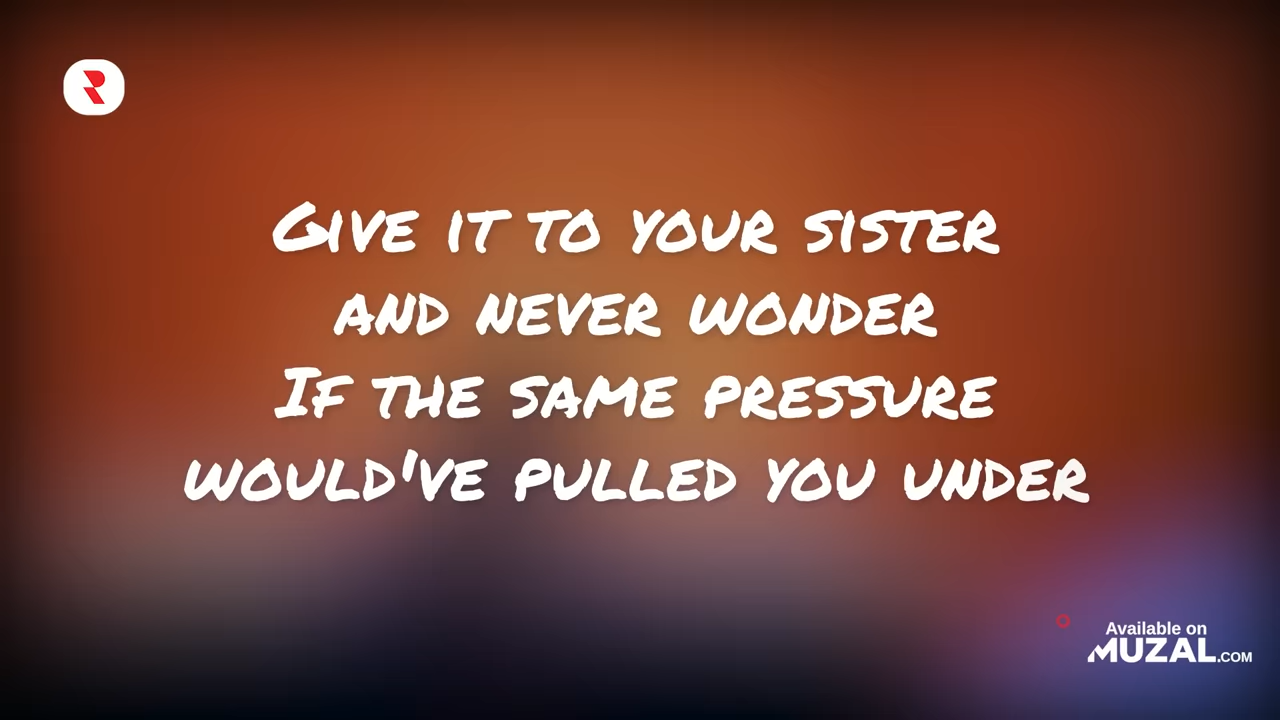 Give it to your sister
and never wonder
If the same pressure
would've pulled you under
Available on
MUZAL.COM